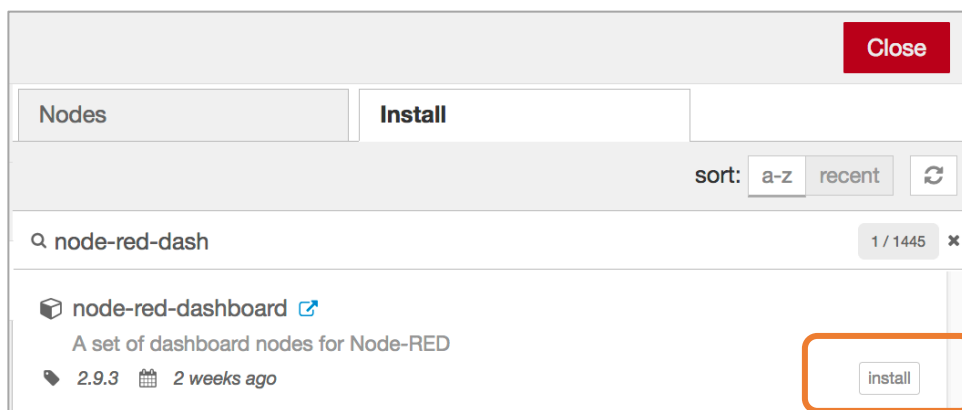 Close
Nodes
Install
sort: a-z recent
node-red-dash
1 / 1445
node-red-dashboard
A set of dashboard nodes for Node-RED
2.9.3 2 weeks ago
install